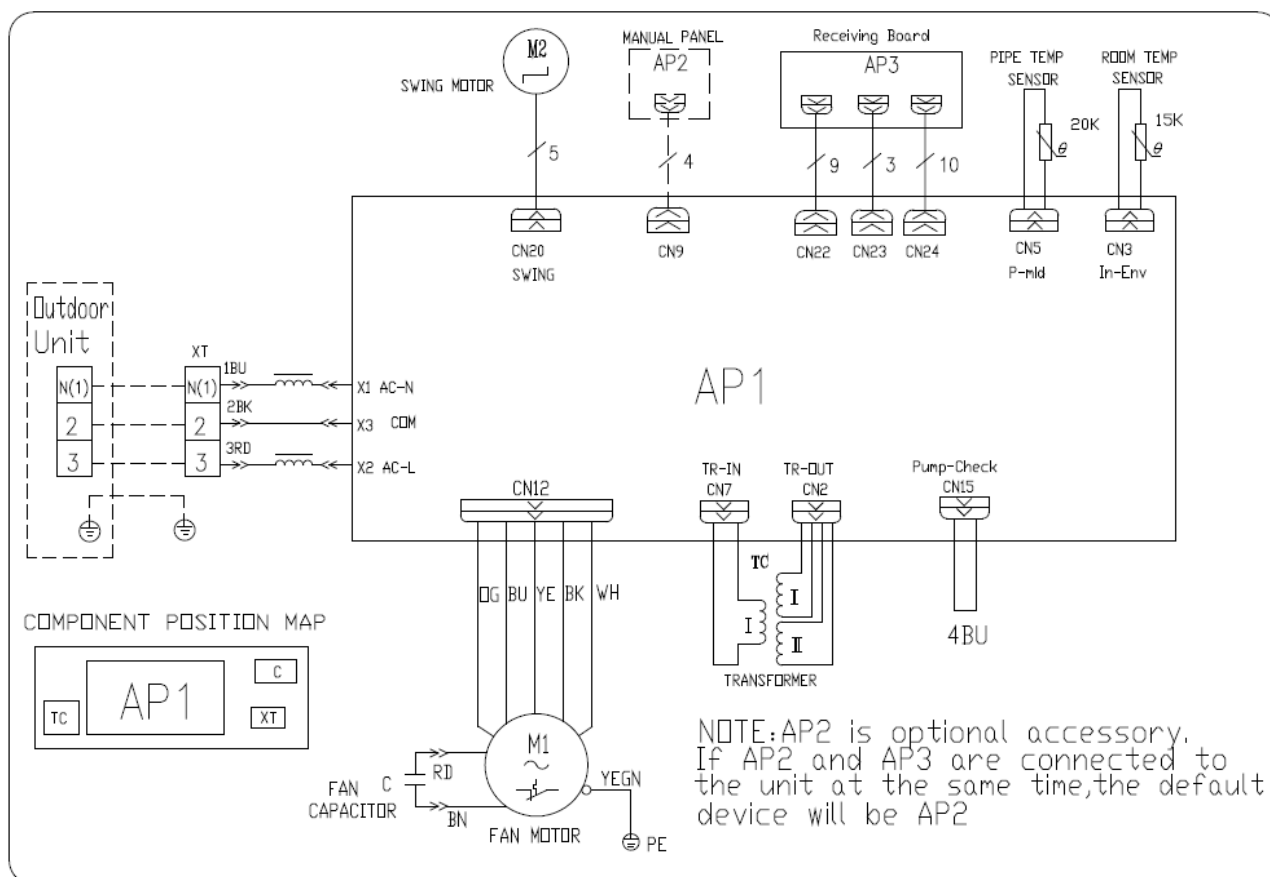 M2
SWING MOTOR
5
MANUAL PANEL
AP2
4
Receiving Board
AP3
9
3
10
PIPE TEMP
SENSOR
20K
θ
ROOM TEMP
SENSOR
15K
θ
CN20
SWING
CN9
CN22
CN23
CN24
CN5
P-mid
CN3
In-Env
Outdoor
Unit
N(1)
2
3
XT
N(1)
2
3
1BU
2BK
3RD
X1 AC-N
X3 COM
X2 AC-L
AP1
CN12
OG
BU
YE
BK
WH
TR-IN
CN7
TR-OUT
CN2
TC
I
I
II
TRANSFORMER
Pump-Check
CN15
4BU
COMPONENT POSITION MAP
TC
AP1
C
XT
FAN
CAPACITOR
C
RD
BN
M1
FAN MOTOR
YEGN
PE
NOTE:AP2 is optional accessory.
If AP2 and AP3 are connected to
the unit at the same time,the default
device will be AP2